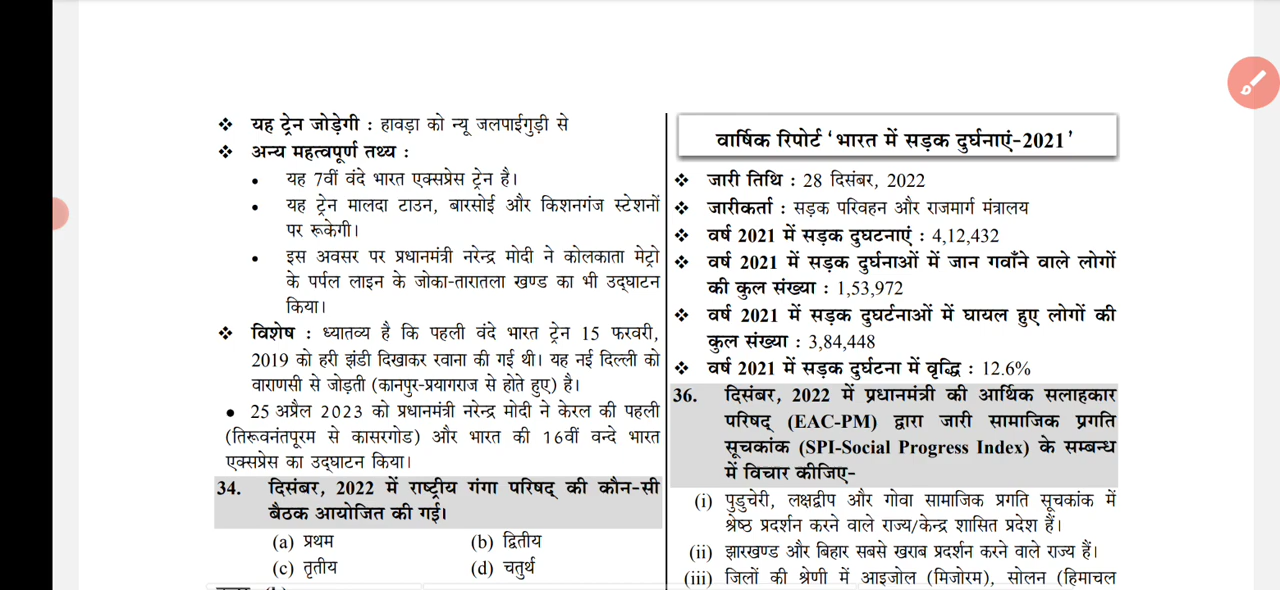 ❖ यह ट्रेन जोड़ेगी : हावड़ा को न्यू जलपाईगुड़ी से
❖ अन्य महत्वपूर्ण तथ्य :
• यह 7वीं वंदे भारत एक्सप्रेस ट्रेन है।
• यह ट्रेन मालदा टाउन, बारसोई और किशनगंज स्टेशनों
पर रूकेगी।
• इस अवसर पर प्रधानमंत्री नरेन्द्र मोदी ने कोलकाता मेट्रो
के पर्पल लाइन के जोका-तारातला खण्ड का भी उद्घाटन
किया।
❖ विशेष : ध्यातव्य है कि पहली वंदे भारत ट्रेन 15 फरवरी,
2019 को हरी झंडी दिखाकर रवाना की गई थी। यह नई दिल्ली को
वाराणसी से जोड़ती (कानपुर-प्रयागराज से होते हुए) है।
• 25 अप्रैल 2023 को प्रधानमंत्री नरेन्द्र मोदी ने केरल की पहली
(तिरूवनंतपूरम से कासरगोड) और भारत की 16वीं वन्दे भारत
एक्सप्रेस का उद्घाटन किया।
34. दिसंबर, 2022 में राष्ट्रीय गंगा परिषद् की कौन-सी
बैठक आयोजित की गई।
(a) प्रथम (b) द्वितीय
(c) तृतीय (d) चतुर्थ
वार्षिक रिपोर्ट ‘भारत में सड़क दुर्घनाएं-2021’
❖ जारी तिथि : 28 दिसंबर, 2022
❖ जारीकर्ता : सड़क परिवहन और राजमार्ग मंत्रालय
❖ वर्ष 2021 में सड़क दुघटनाएं : 4,12,432
❖ वर्ष 2021 में सड़क दुर्घनाओं में जान गवाँने वाले लोगों
की कुल संख्या : 1,53,972
❖ वर्ष 2021 में सड़क दुघर्टनाओं में घायल हुए लोगों की
कुल संख्या : 3,84,448
❖ वर्ष 2021 में सड़क दुर्घटना में वृद्धि : 12.6%
36. दिसंबर, 2022 में प्रधानमंत्री की आर्थिक सलाहकार
परिषद् (EAC-PM) द्वारा जारी सामाजिक प्रगति
सूचकांक (SPI-Social Progress Index) के सम्बन्ध
में विचार कीजिए-
(i) पुडुचेरी, लक्षद्वीप और गोवा सामाजिक प्रगति सूचकांक में
श्रेष्ठ प्रदर्शन करने वाले राज्य/केन्द्र शासित प्रदेश हैं।
(ii) झारखण्ड और बिहार सबसे खराब प्रदर्शन करने वाले राज्य हैं।
(iii) जिलों की श्रेणी में आइजोल (मिजोरम), सोलन (हिमाचल